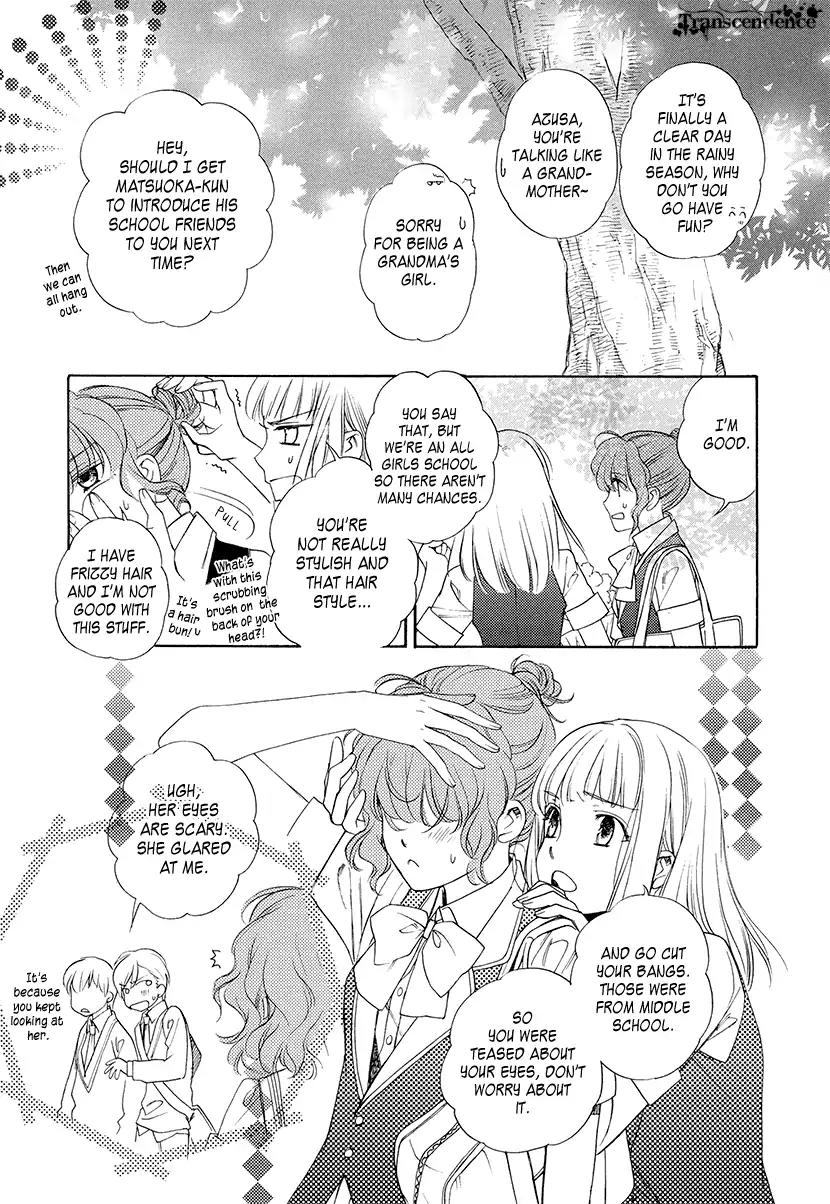 Transcendence
IT'S
FINALLY A
CLEAR DAY
IN THE RAINY
SEASON, WHY
DON'T YOU
GO HAVE
FUN?
AZUSA,
YOU'RE
TALKING LIKE
A GRAND-
MOTHER~
SORRY
FOR BEING A
GRANDMA'S
GIRL.
HEY,
SHOULD I GET
MATSUOKA-KUN
TO INTRODUCE HIS
SCHOOL FRIENDS
TO YOU NEXT
TIME?
Then
we can
all hang
out.
I'M
GOOD.
YOU SAY
THAT, BUT
WE'RE AN ALL
GIRLS SCHOOL
SO THERE AREN'T
MANY CHANCES.
YOU'RE
NOT REALLY
STYLISH AND
THAT HAIR
STYLE...
PULL
What's
with this
scrubbing
brush on the
back of your
head?!
It's
a hair
bun!
I HAVE
FRIZZY HAIR
AND I'M NOT
GOOD WITH
THIS STUFF.
AND GO CUT
YOUR BANGS.
THOSE WERE
FROM MIDDLE
SCHOOL.
SO
YOU WERE
TEASED ABOUT
YOUR EYES, DON'T
WORRY ABOUT
IT.
UGH,
HER EYES
ARE SCARY.
SHE GLARED
AT ME.
It's
because
you kept
looking at
her.